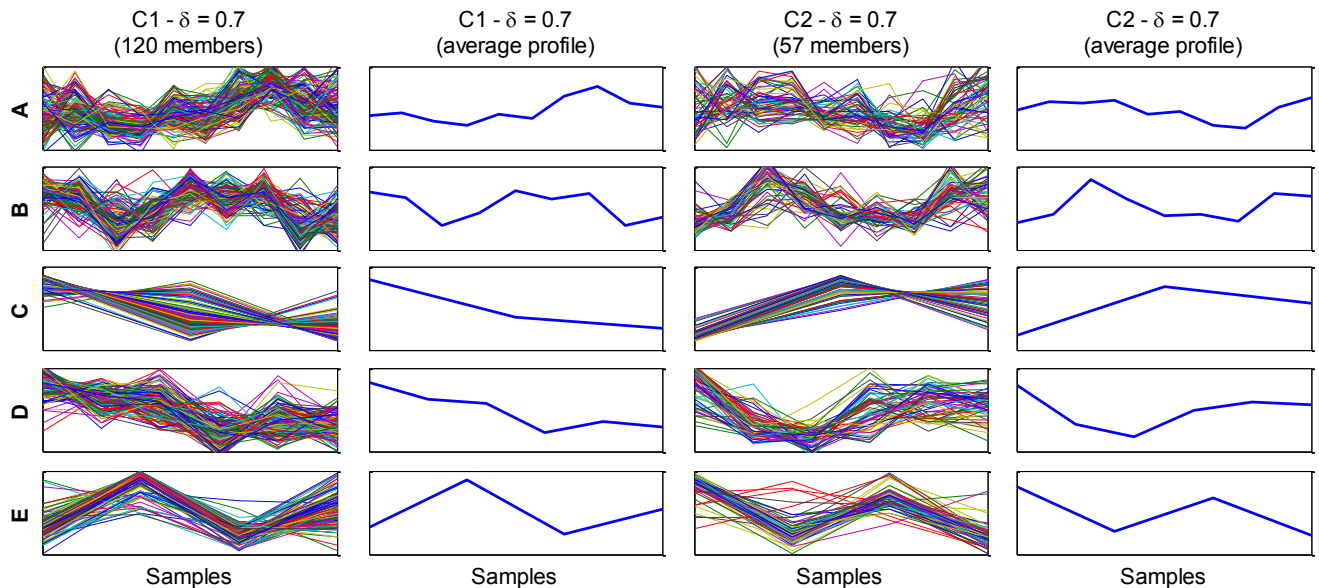 C1 - δ = 0.7
(120 members)
C1 - δ = 0.7
(average profile)
C2 - δ = 0.7
(57 members)
C2 - δ = 0.7
(average profile)
A
B
C
D
E
Samples
Samples
Samples
Samples